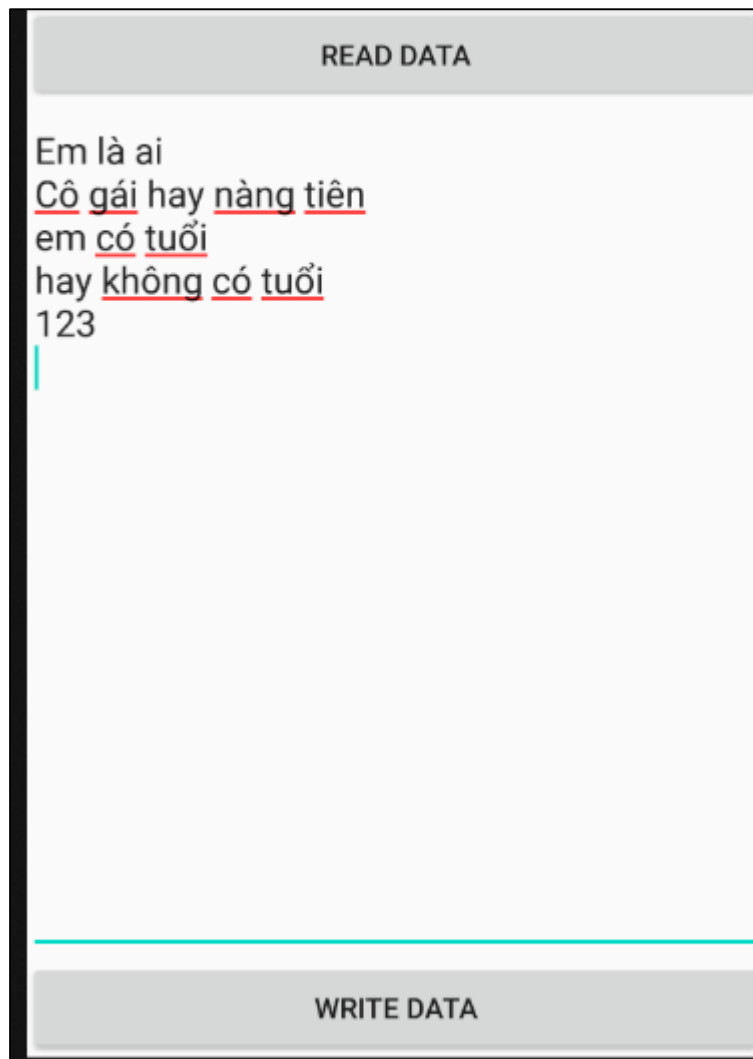 READ DATA
Em là ai
Cô gái hay nàng tiên
em có tuổi
hay không có tuổi
123
WRITE DATA